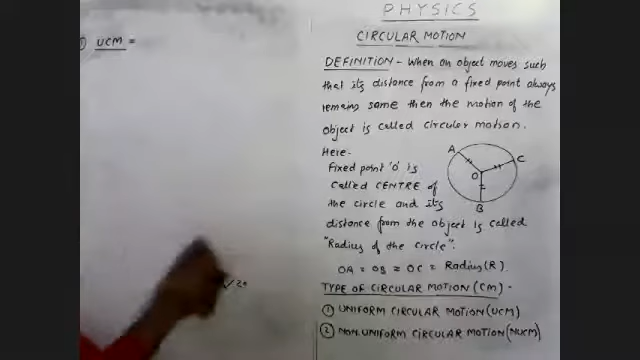 ① UCM =
PHYSICS
CIRCULAR MOTION
DEFINITION - When an object moves such
that its distance from a fixed point always
remains same then the motion of the
object is called circular motion.
Here-
Fixed point 'O' is
called CENTRE of
the circle and its
distance from the object is called
"Radius of the circle".
A
C
O
B
OA = OB = OC = Radius(R).
TYPE OF CIRCULAR MOTION (CM) -
① UNIFORM CIRCULAR MOTION (UCM)
② NON UNIFORM CIRCULAR MOTION (NUCM)